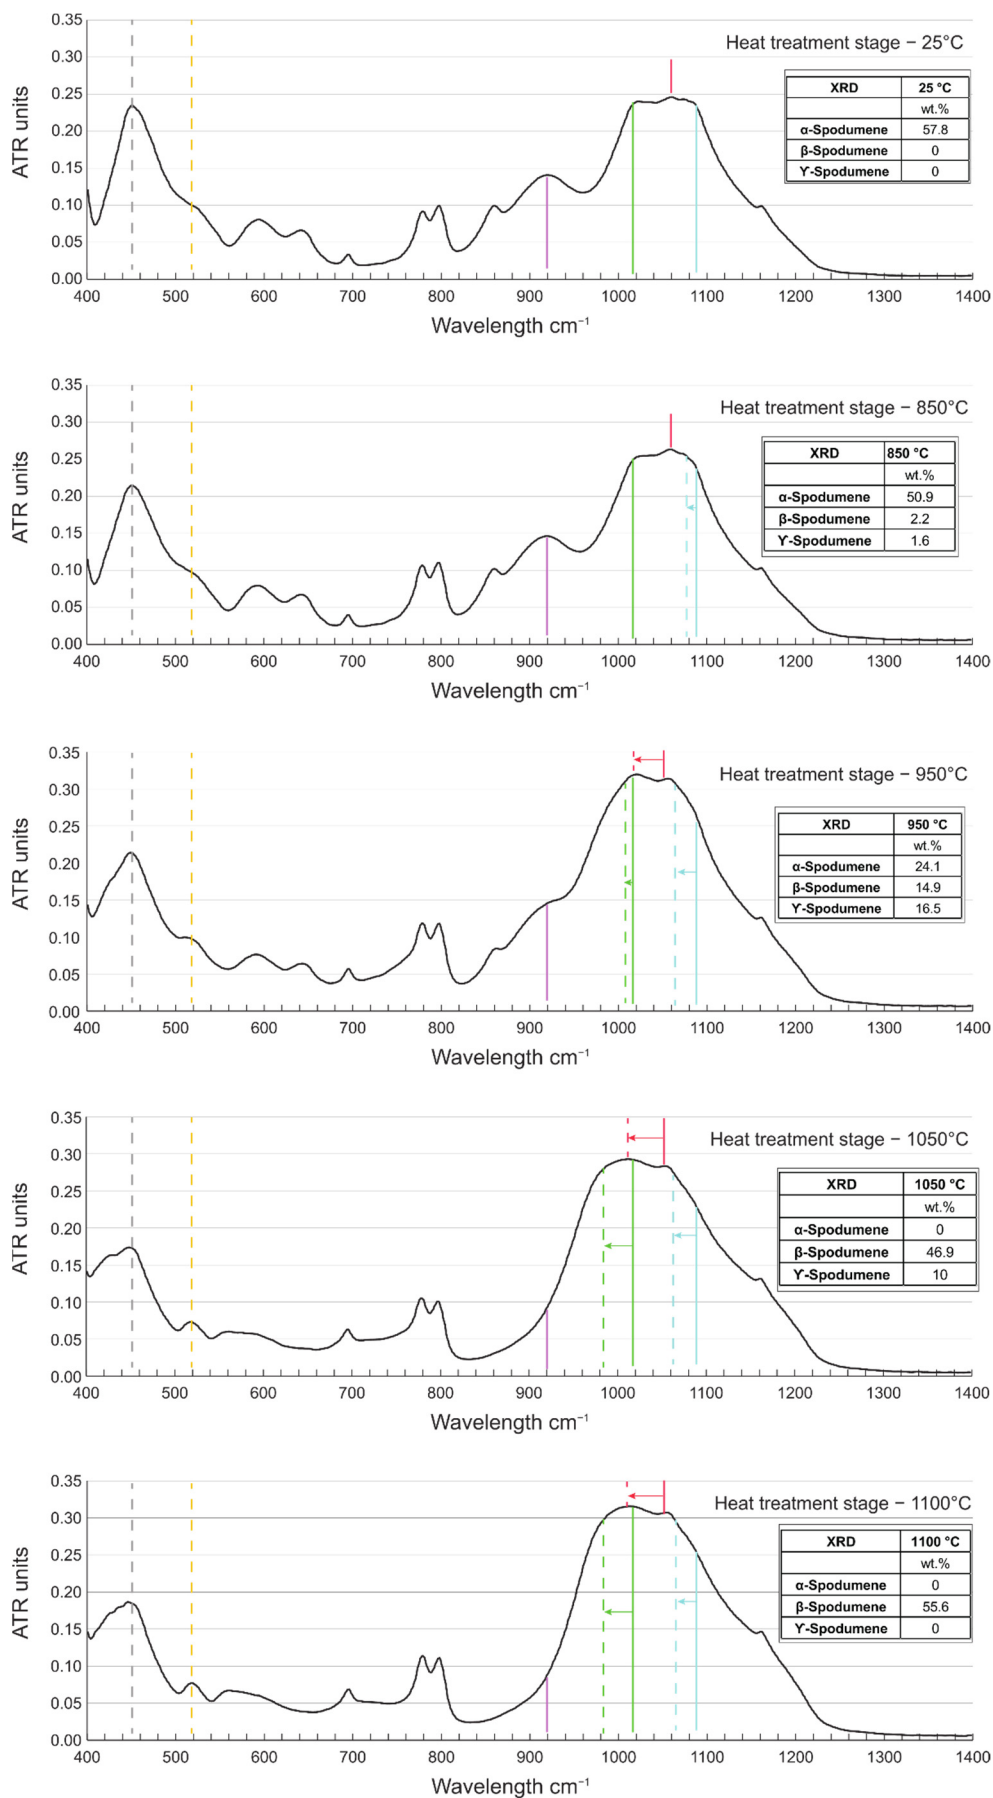 Heat treatment stage − 25°C
ATR units
0.35
0.30
0.25
0.20
0.15
0.10
0.05
0.00
XRD 25 °C
wt.%
α-Spodumene 57.8
β-Spodumene 0
ϒ-Spodumene 0
400 500 600 700 800 900 1000 1100 1200 1300 1400
Wavelength cm⁻¹
Heat treatment stage − 850°C
ATR units
0.35
0.30
0.25
0.20
0.15
0.10
0.05
0.00
XRD 850 °C
wt.%
α-Spodumene 50.9
β-Spodumene 2.2
ϒ-Spodumene 1.6
400 500 600 700 800 900 1000 1100 1200 1300 1400
Wavelength cm⁻¹
Heat treatment stage − 950°C
ATR units
0.35
0.30
0.25
0.20
0.15
0.10
0.05
0.00
XRD 950 °C
wt.%
α-Spodumene 24.1
β-Spodumene 14.9
ϒ-Spodumene 16.5
400 500 600 700 800 900 1000 1100 1200 1300 1400
Wavelength cm⁻¹
Heat treatment stage − 1050°C
ATR units
0.35
0.30
0.25
0.20
0.15
0.10
0.05
0.00
XRD 1050 °C
wt.%
α-Spodumene 0
β-Spodumene 46.9
ϒ-Spodumene 10
400 500 600 700 800 900 1000 1100 1200 1300 1400
Wavelength cm⁻¹
Heat treatment stage − 1100°C
ATR units
0.35
0.30
0.25
0.20
0.15
0.10
0.05
0.00
XRD 1100 °C
wt.%
α-Spodumene 0
β-Spodumene 55.6
ϒ-Spodumene 0
400 500 600 700 800 900 1000 1100 1200 1300 1400
Wavelength cm⁻¹